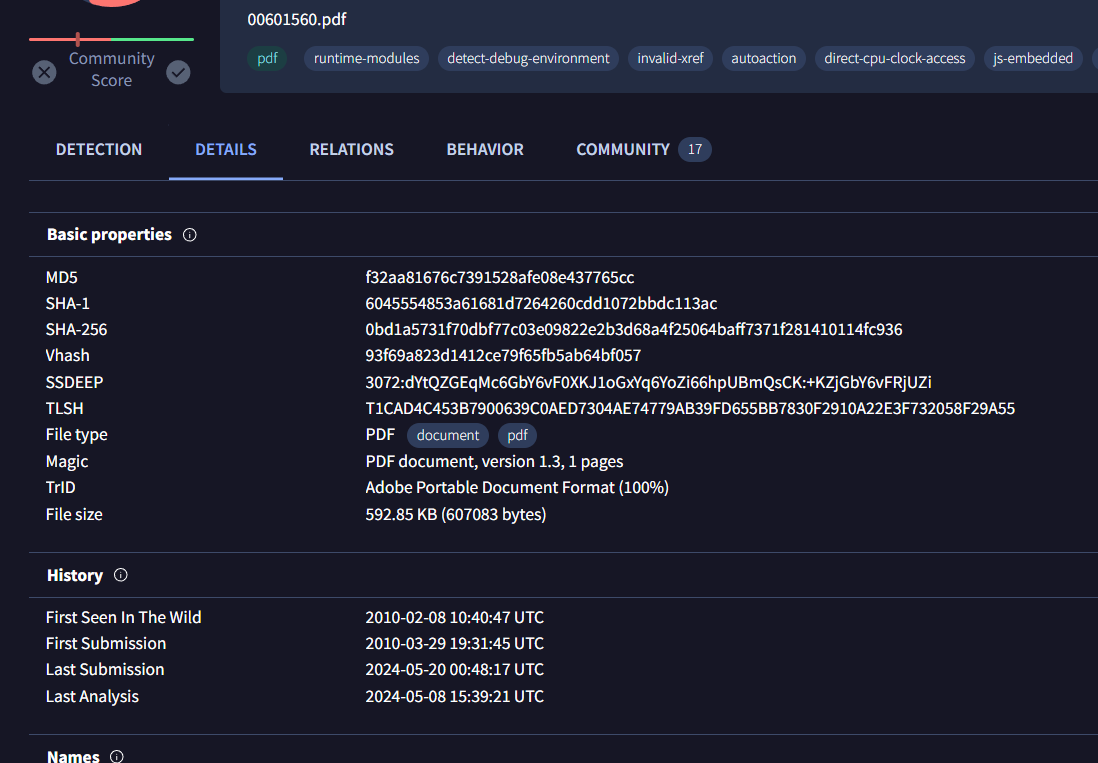 00601560.pdf
Community Score
pdf runtime-modules detect-debug-environment invalid-xref autoaction direct-cpu-clock-access js-embedded
DETECTION DETAILS RELATIONS BEHAVIOR COMMUNITY 17
Basic properties
MD5 f32aa81676c7391528afe08e437765cc
SHA-1 6045554853a61681d7264260cdd1072bbdc113ac
SHA-256 0bd1a5731f70dbf77c03e09822e2b3d68a4f25064baff7371f281410114fc936
Vhash 93f69a823d1412ce79f65fb5ab64bf057
SSDEEP 3072:dYtQZGEqMc6GbY6vF0XKJ1oGxYq6YoZi66hpUBmQsCK:+KZjGbY6vFRjUZi
TLSH T1CAD4C453B7900639C0AED7304AE74779AB39FD655BB7830F2910A22E3F732058F29A55
File type PDF document pdf
Magic PDF document, version 1.3, 1 pages
TrID Adobe Portable Document Format (100%)
File size 592.85 KB (607083 bytes)
History
First Seen In The Wild 2010-02-08 10:40:47 UTC
First Submission 2010-03-29 19:31:45 UTC
Last Submission 2024-05-20 00:48:17 UTC
Last Analysis 2024-05-08 15:39:21 UTC
Names